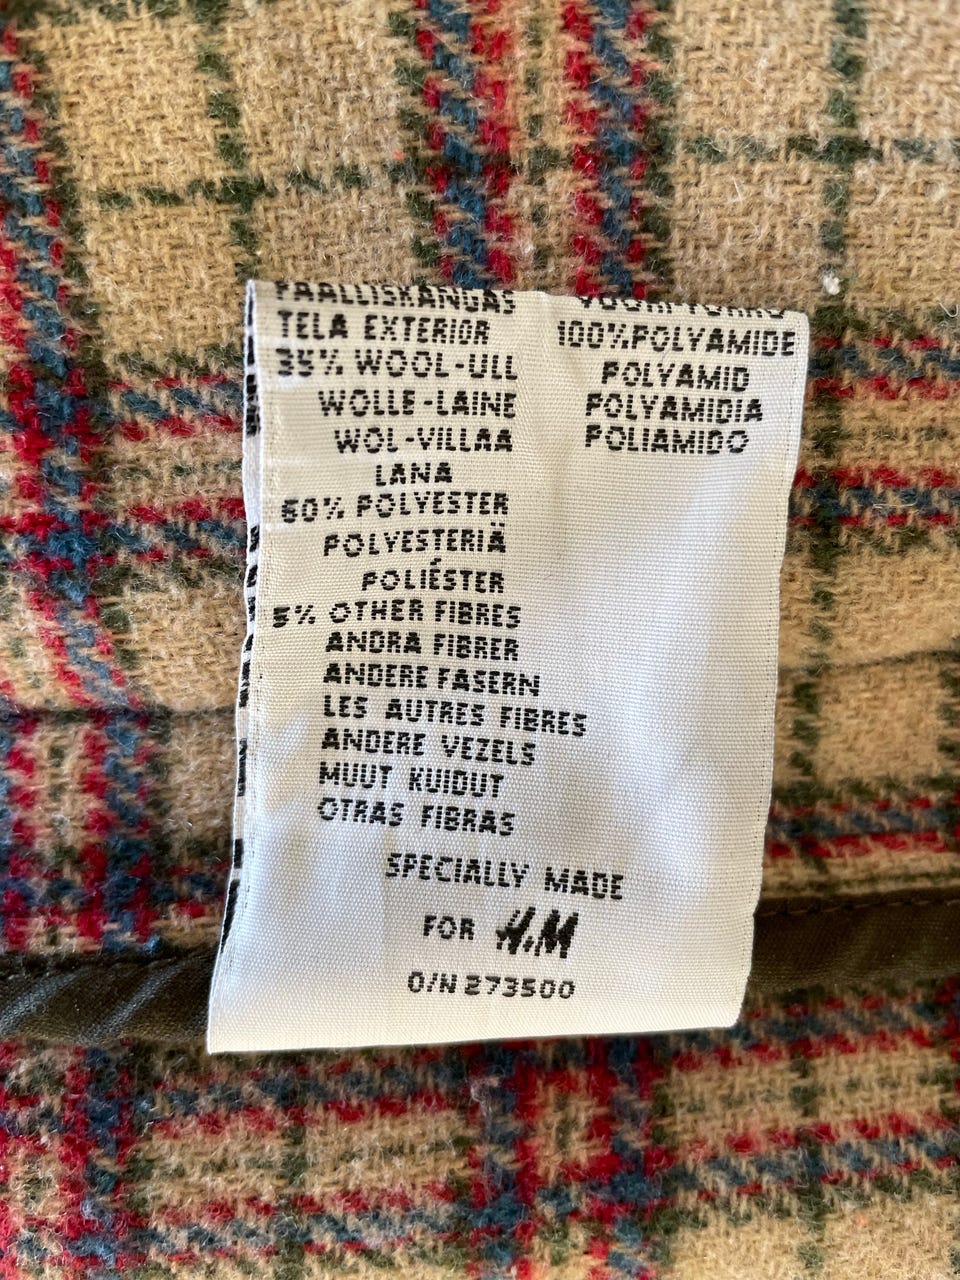 PÄÄLLISKANGAS
TELA EXTERIOR
35% WOOL-ULL
WOLLE-LAINE
WOL-VILLAA
LANA
60% POLYESTER
POLYESTERIÄ
POLIÉSTER
5% OTHER FIBRES
ANDRA FIBRER
ANDERE FASERN
LES AUTRES FIBRES
ANDERE VEZELS
MUUT KUIDUT
OTRAS FIBRAS
100%POLYAMIDE
POLYAMID
POLYAMIDIA
POLIAMIDO
SPECIALLY MADE
FOR H&M
O/N 273500